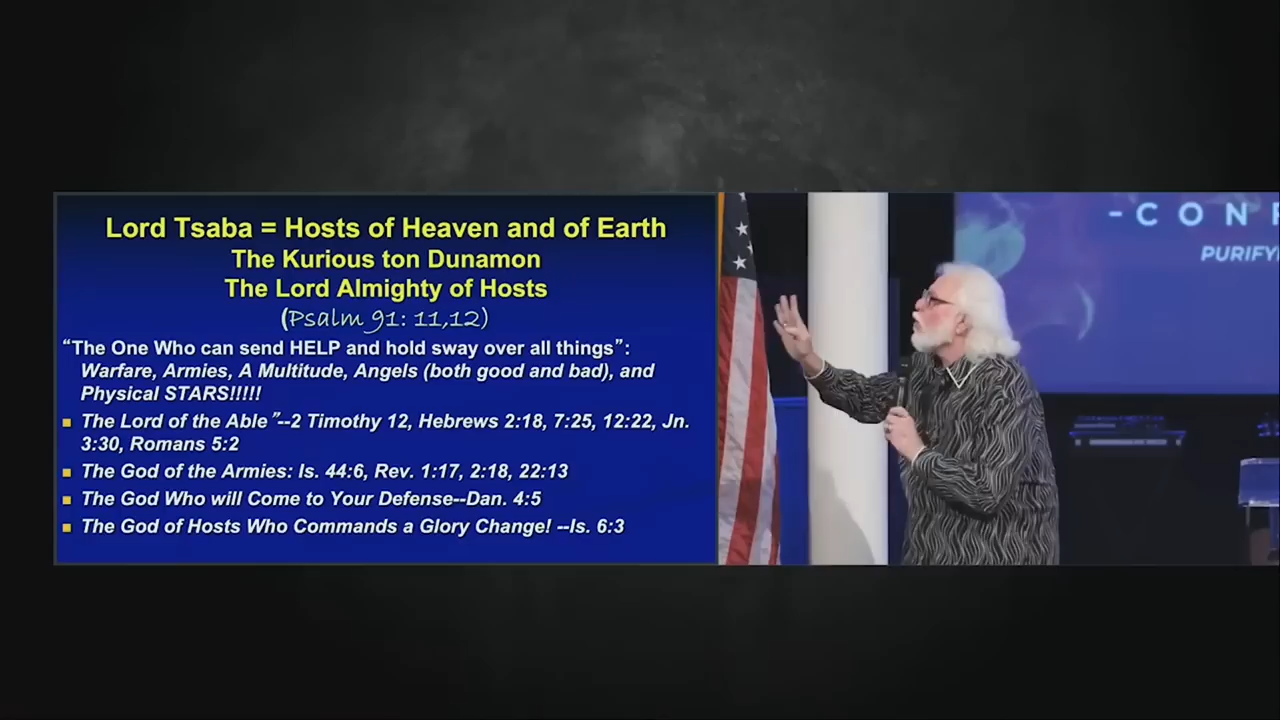 Lord Tsaba = Hosts of Heaven and of Earth
The Kurious ton Dunamon
The Lord Almighty of Hosts
(Psalm 91: 11,12)
“The One Who can send HELP and hold sway over all things”:
Warfare, Armies, A Multitude, Angels (both good and bad), and
Physical STARS!!!!!
■ The Lord of the Able”--2 Timothy 12, Hebrews 2:18, 7:25, 12:22, Jn.
3:30, Romans 5:2
■ The God of the Armies: Is. 44:6, Rev. 1:17, 2:18, 22:13
■ The God Who will Come to Your Defense--Dan. 4:5
■ The God of Hosts Who Commands a Glory Change! --Is. 6:3
-CON
PURIFY